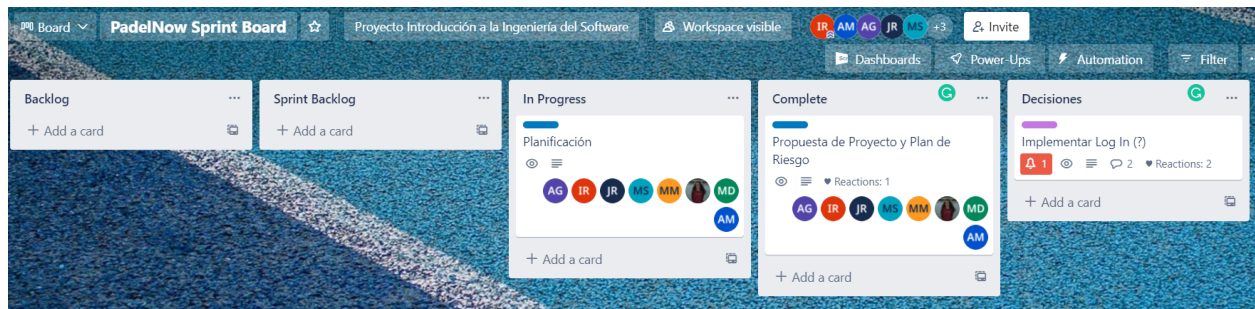 Board
PadelNow Sprint Board
Proyecto Introducción a la Ingeniería del Software
Workspace visible
IR AM AG JR MS +3
Invite
Dashboards
Power-Ups
Automation
Filter
Backlog
+ Add a card
Sprint Backlog
+ Add a card
In Progress
Planificación
AG IR JR MS MM MD
AM
+ Add a card
Complete
Propuesta de Proyecto y Plan de
Riesgo
Reactions: 1
AG IR JR MS MM MD
AM
+ Add a card
Decisiones
Implementar Log In (?)
1 2 Reactions: 2
+ Add a card